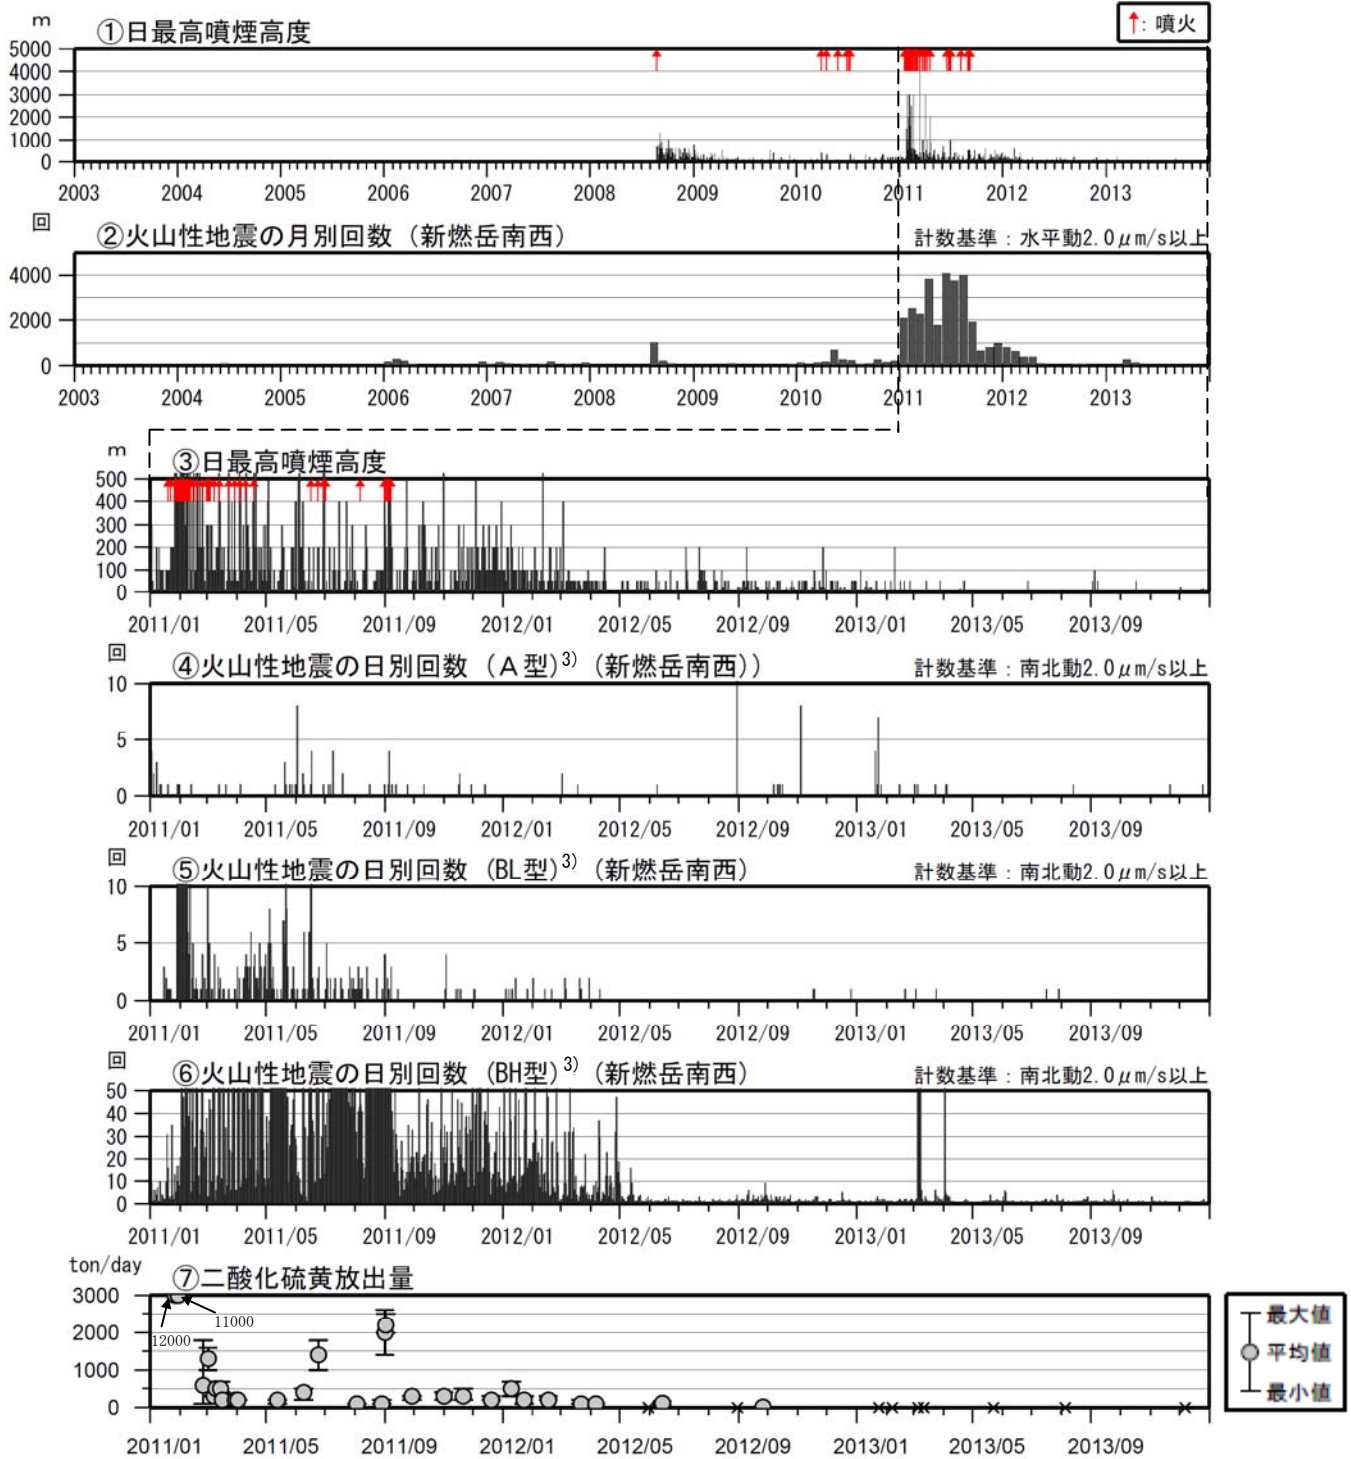 m
①日最高噴煙高度
↑: 噴火
5000
4000
3000
2000
1000
0
2003 2004 2005 2006 2007 2008 2009 2010 2011 2012 2013
回
②火山性地震の月別回数（新燃岳南西）
計数基準：水平動2.0μm/s以上
4000
2000
0
2003 2004 2005 2006 2007 2008 2009 2010 2011 2012 2013
m
③日最高噴煙高度
500
400
300
200
100
0
2011/01 2011/05 2011/09 2012/01 2012/05 2012/09 2013/01 2013/05 2013/09
回
④火山性地震の日別回数（A型）3)（新燃岳南西））
計数基準：南北動2.0μm/s以上
10
5
0
2011/01 2011/05 2011/09 2012/01 2012/05 2012/09 2013/01 2013/05 2013/09
回
⑤火山性地震の日別回数（BL型）3)（新燃岳南西）
計数基準：南北動2.0μm/s以上
10
5
0
2011/01 2011/05 2011/09 2012/01 2012/05 2012/09 2013/01 2013/05 2013/09
回
⑥火山性地震の日別回数（BH型）3)（新燃岳南西）
計数基準：南北動2.0μm/s以上
50
40
30
20
10
0
2011/01 2011/05 2011/09 2012/01 2012/05 2012/09 2013/01 2013/05 2013/09
ton/day
⑦二酸化硫黄放出量
3000
2000
1000
0
12000
11000
最大値
平均値
最小値
2011/01 2011/05 2011/09 2012/01 2012/05 2012/09 2013/01 2013/05 2013/09